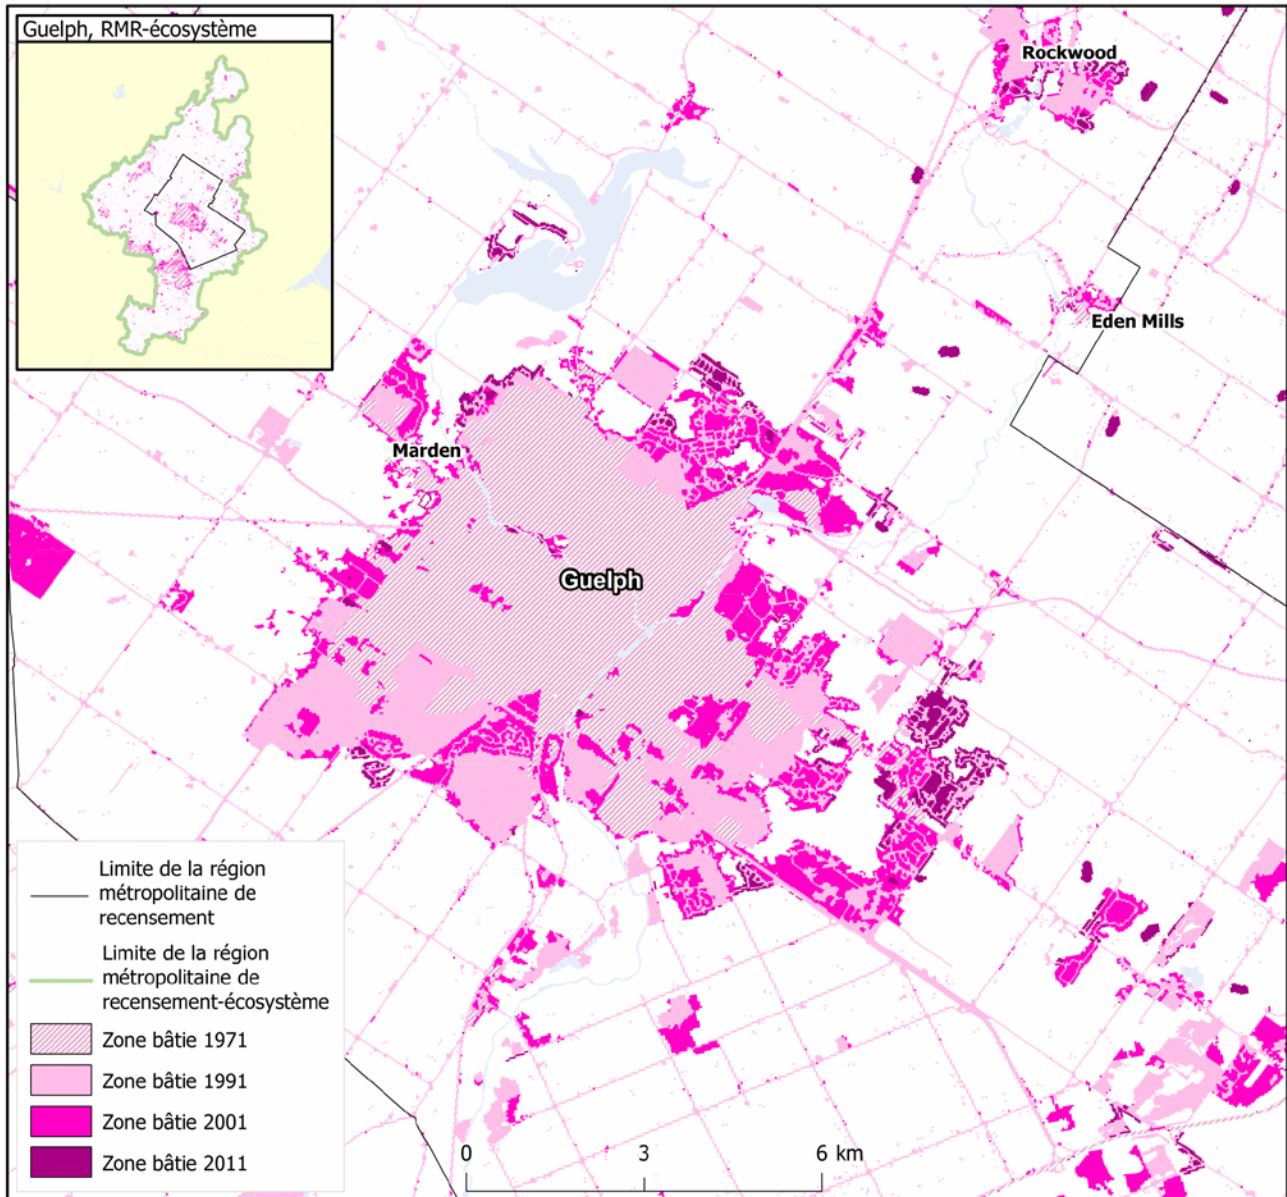 Guelph, RMR-écosystème
Rockwood
Eden Mills
Marden
Guelph
Limite de la région
métropolitaine de
recensement
Limite de la région
métropolitaine de
recensement-écosystème
Zone bâtie 1971
Zone bâtie 1991
Zone bâtie 2001
Zone bâtie 2011
0 3 6 km